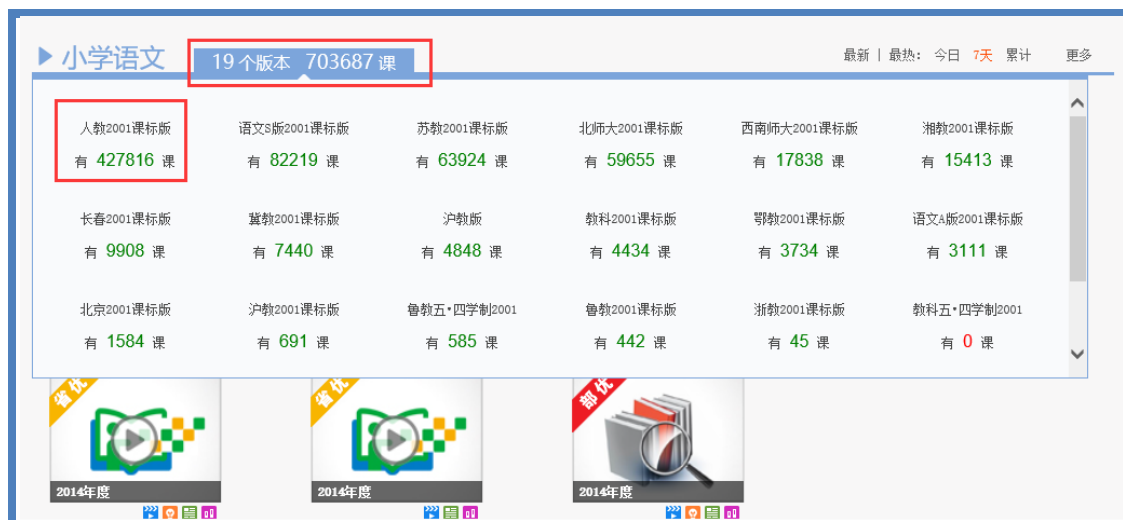 小学语文 19个版本 703687 课 最新 | 最热: 今日 7天 累计 更多
人教2001课标版 语文S版2001课标版 苏教2001课标版 北师大2001课标版 西南师大2001课标版 湘教2001课标版
有 427816 课 有 82219 课 有 63924 课 有 59655 课 有 17838 课 有 15413 课
长春2001课标版 冀教2001课标版 沪教版 教科2001课标版 鄂教2001课标版 语文A版2001课标版
有 9908 课 有 7440 课 有 4848 课 有 4434 课 有 3734 课 有 3111 课
北京2001课标版 沪教2001课标版 鲁教五·四学制2001 鲁教2001课标版 浙教2001课标版 教科五·四学制2001
有 1584 课 有 691 课 有 585 课 有 442 课 有 45 课 有 0 课
省优 省优 部优
2014年度 2014年度 2014年度